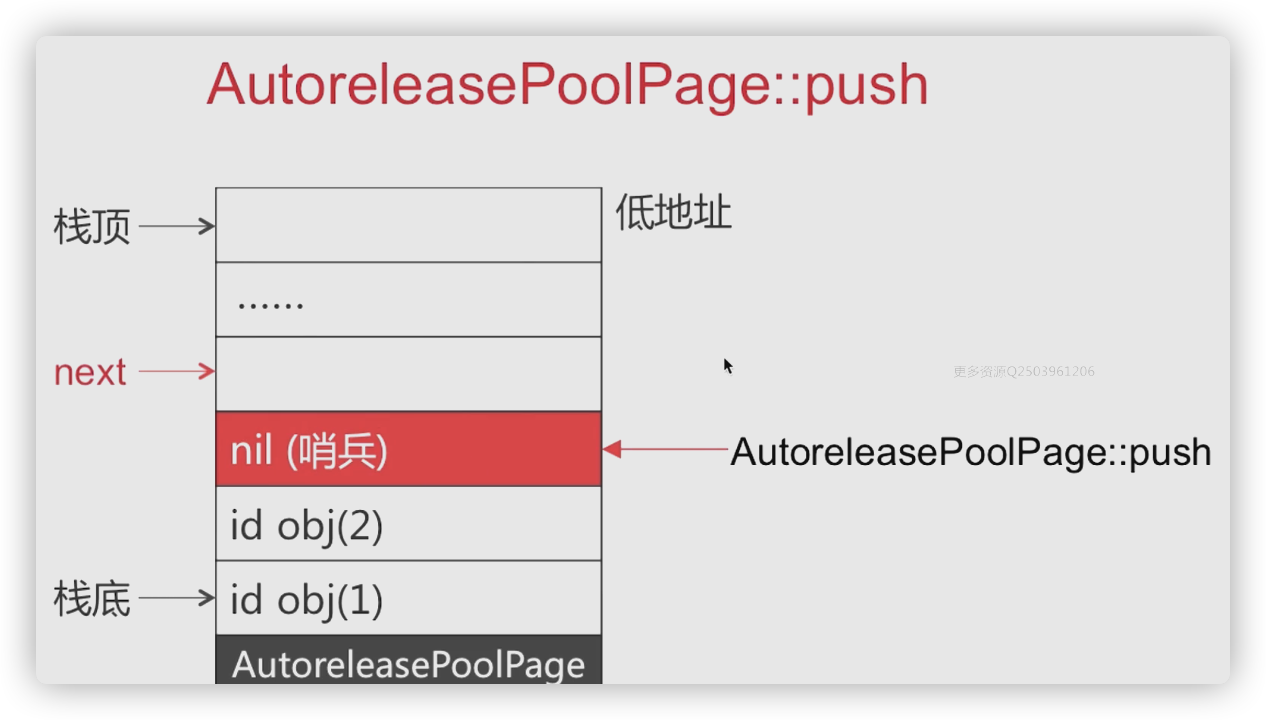 AutoreleasePoolPage::push
栈顶
低地址
......
next
更多资源Q2503961206
nil (哨兵)
AutoreleasePoolPage::push
id obj(2)
栈底
id obj(1)
AutoreleasePoolPage